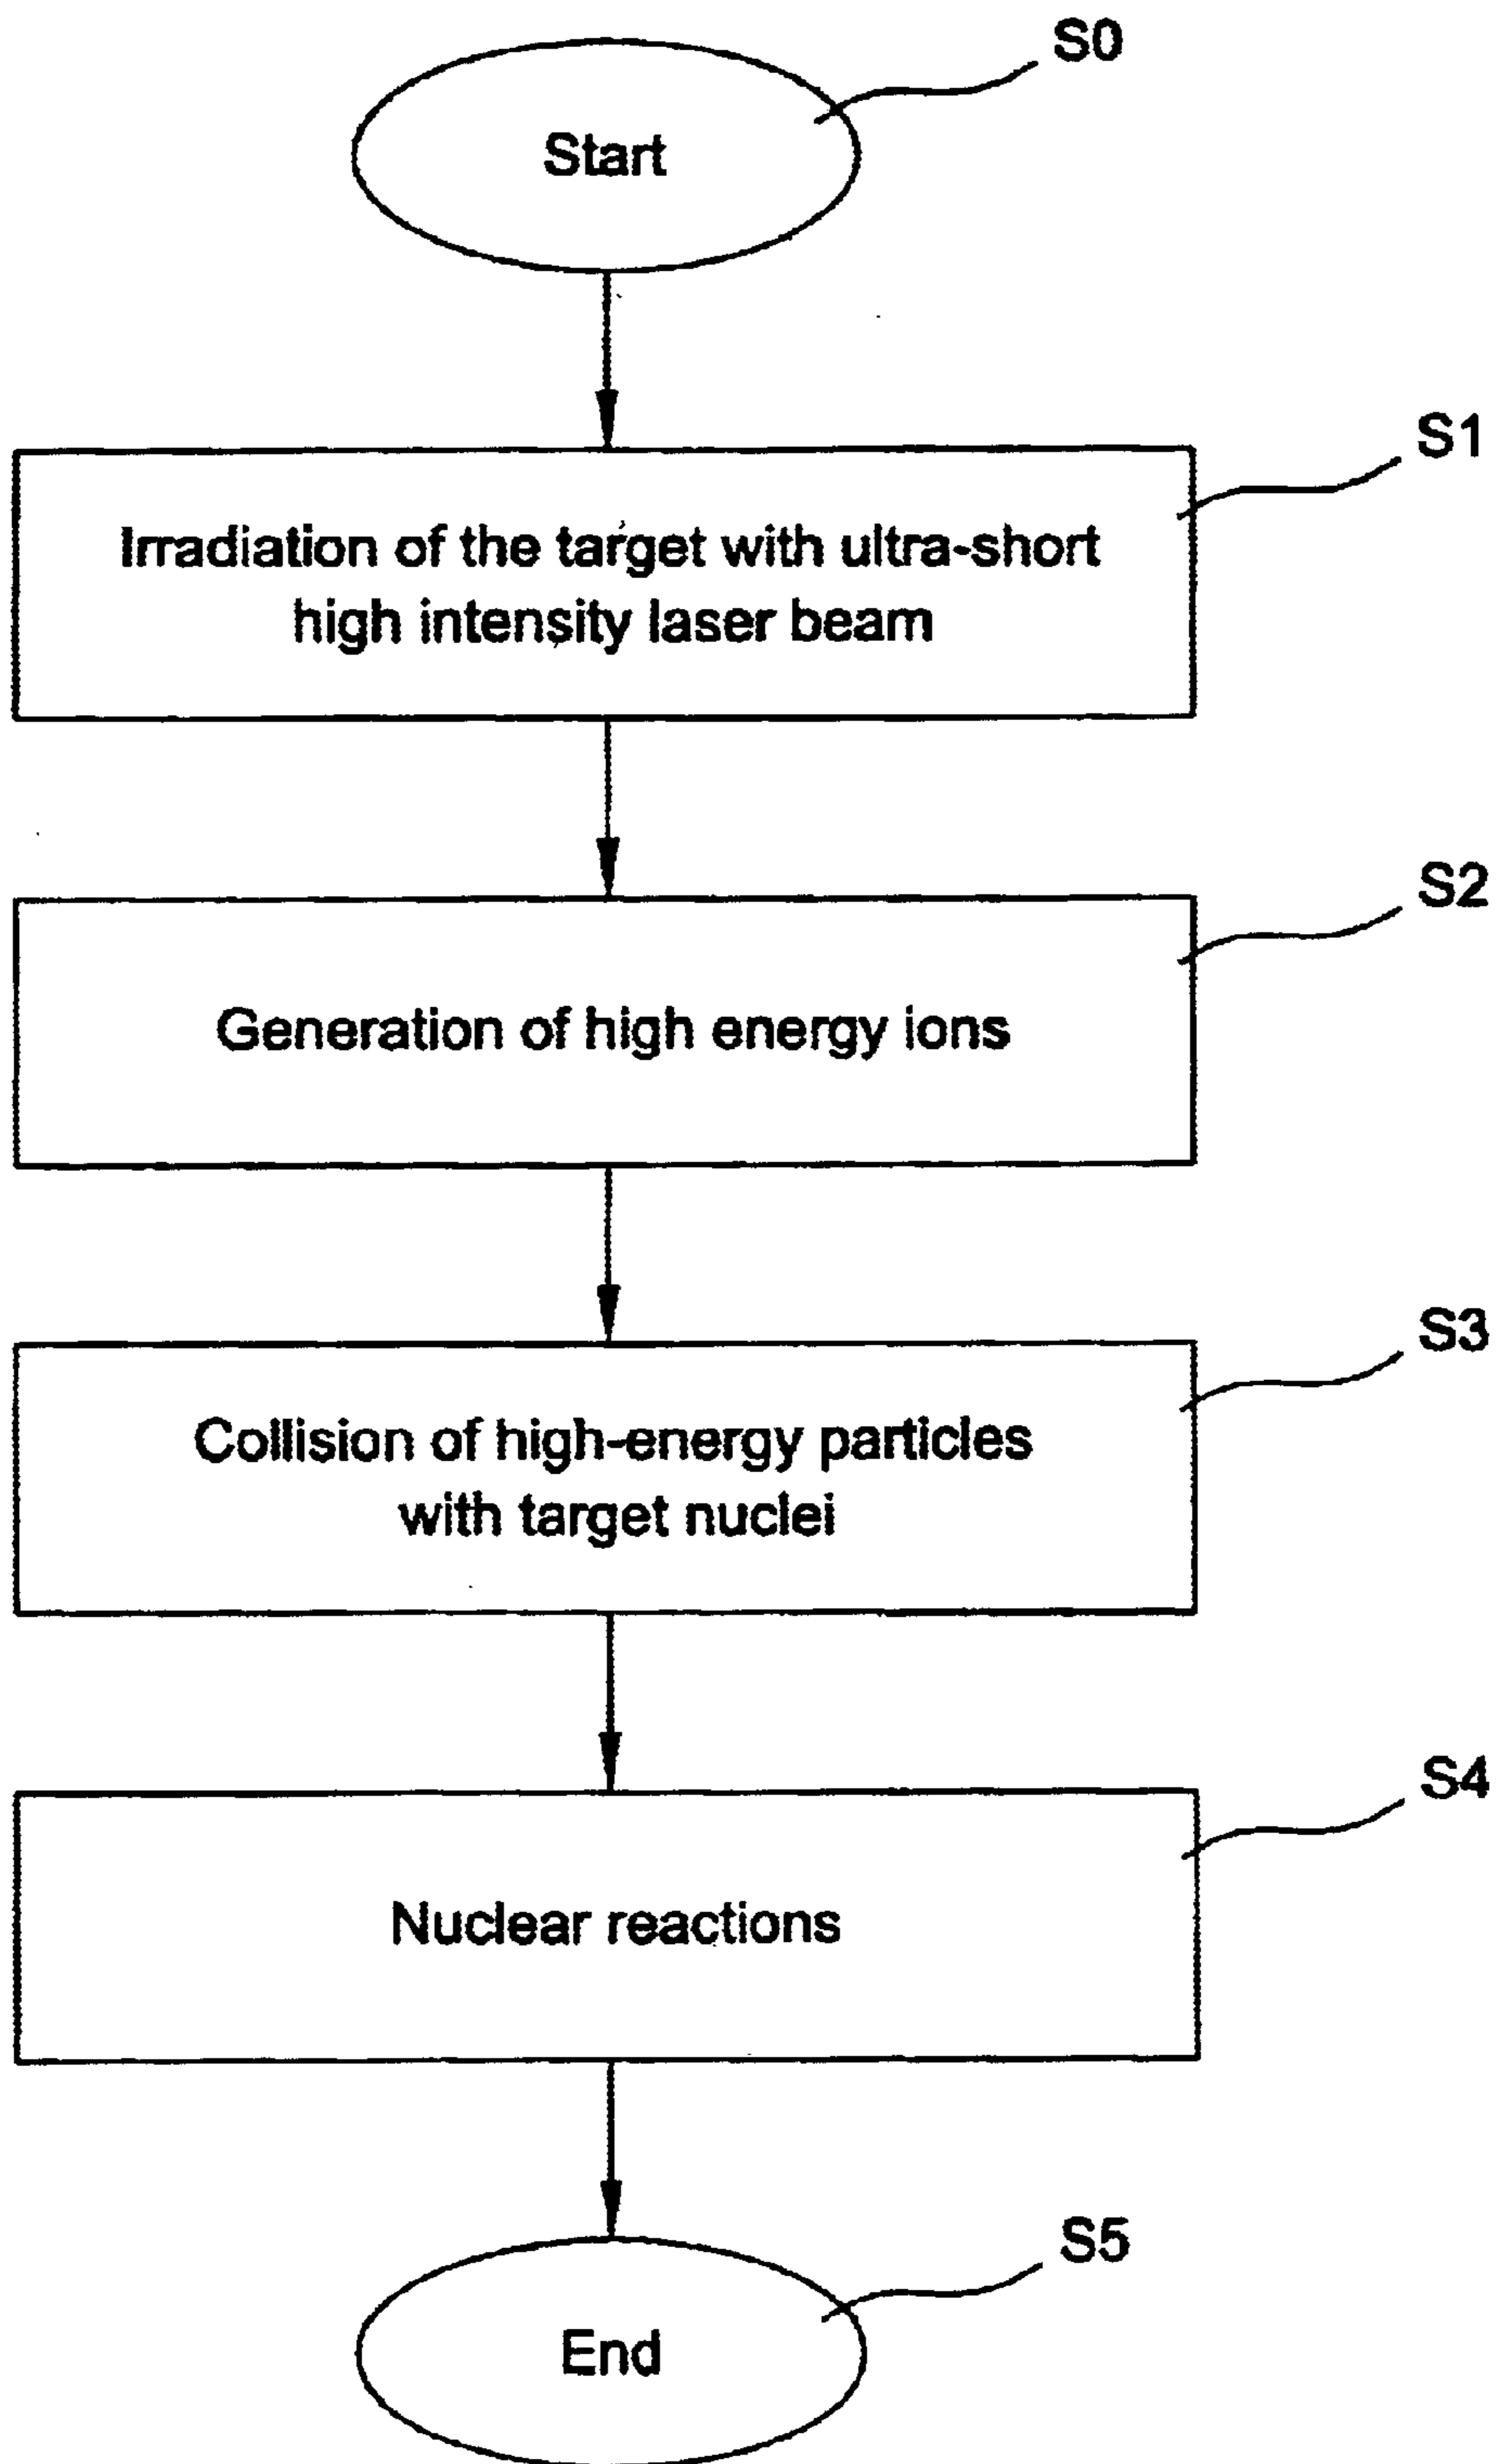 S0
Start
S1
Irradiation of the target with ultra-short
high intensity laser beam
S2
Generation of high energy ions
S3
Collision of high-energy particles
with target nuclei
S4
Nuclear reactions
S5
End